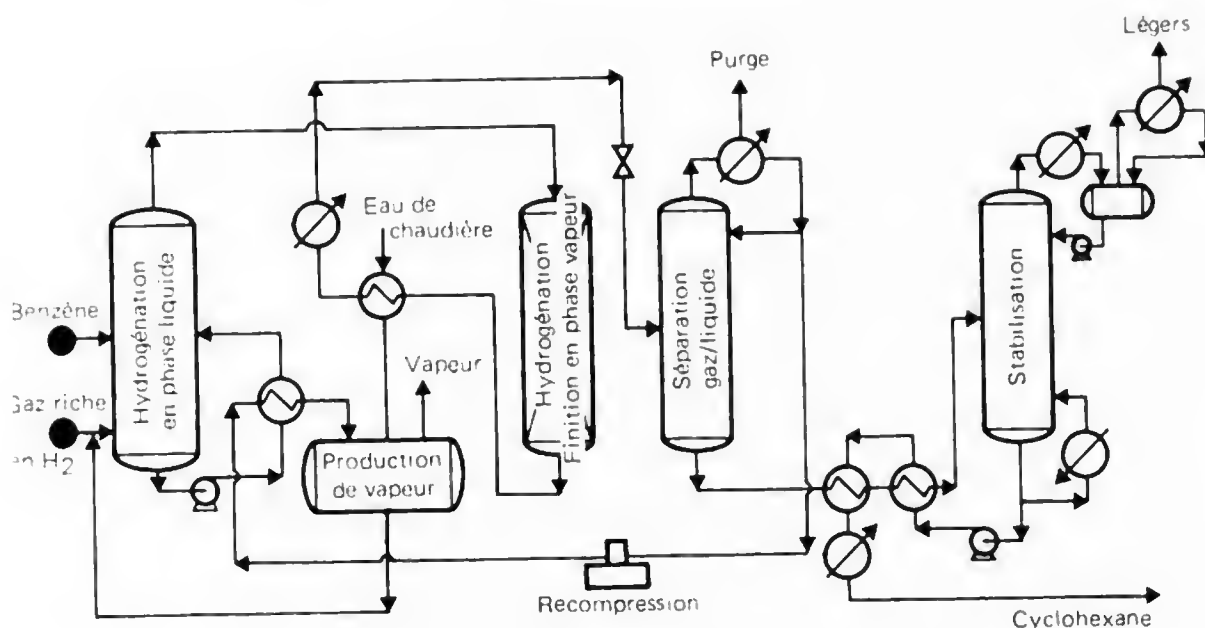 Légers
Purge
Eau de
chaudière
Benzène
Hydrogénation
en phase liquide
Hydrogénation
Finition en phase vapeur
Séparation
gaz/liquide
Stabilisation
Vapeur
Gaz riche
en H2
Production
de vapeur
Recompression
Cyclohexane